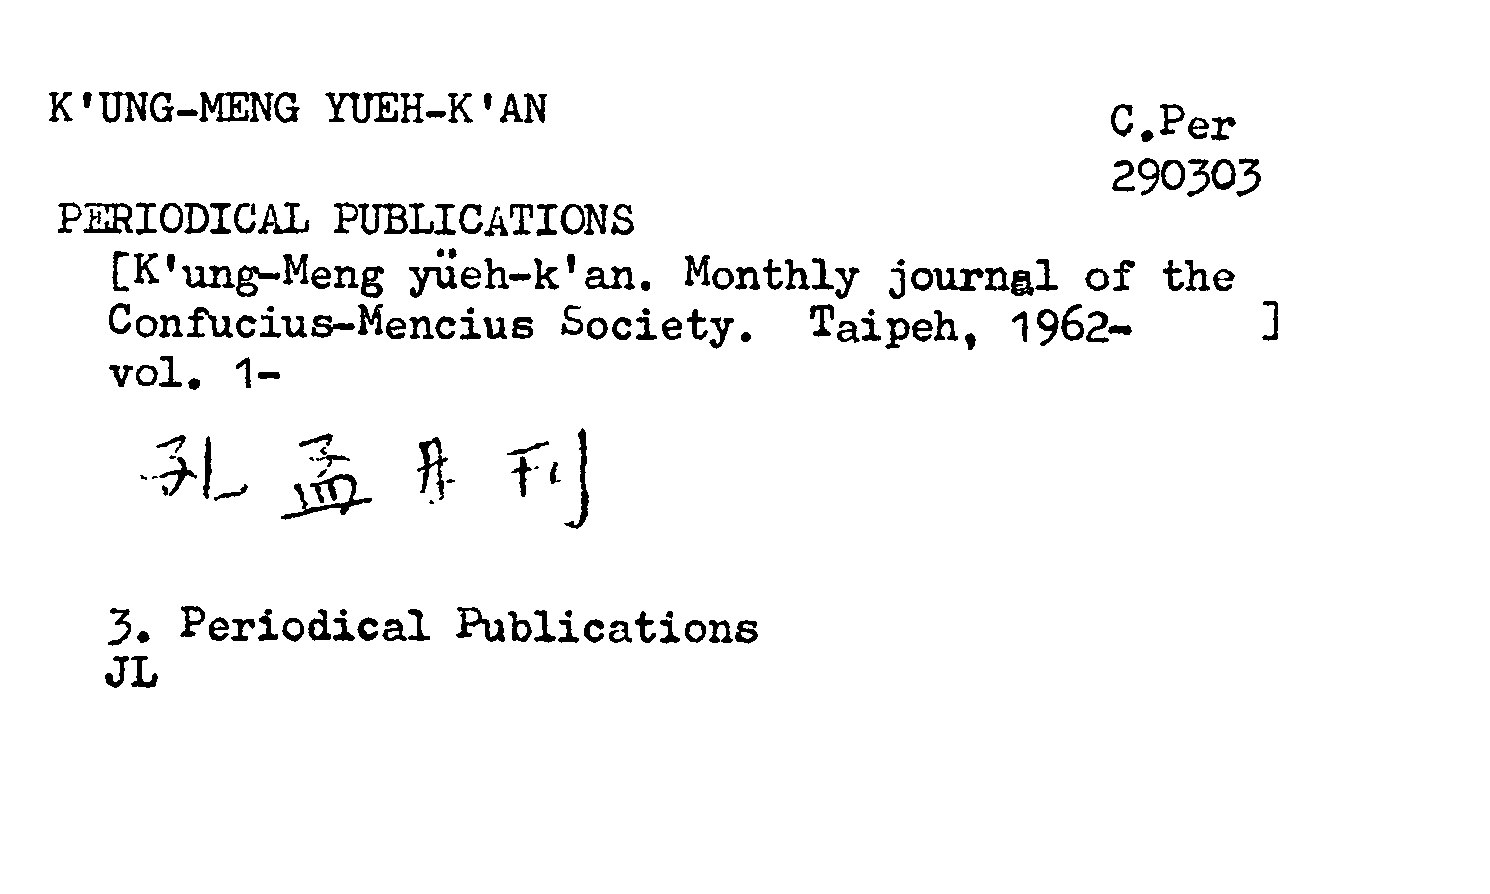 K'UNG-MENG YUEH-K'AN
C.Per
290303
PERIODICAL PUBLICATIONS
[K'ung-Meng yüeh-k'an. Monthly journal of the
Confucius-Mencius Society. Taipeh, 1962- ]
vol. 1-
孔孟月刊
3. Periodical Publications
JL